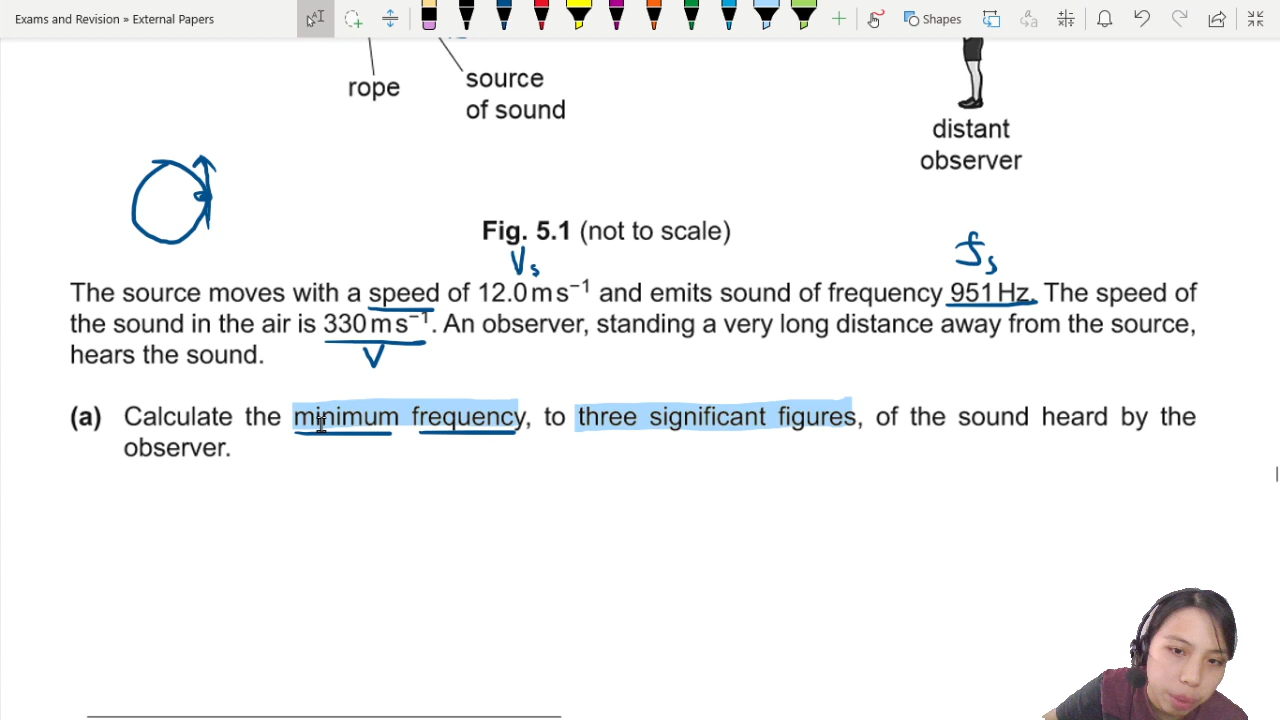 Exams and Revision » External Papers
Shapes
rope
source
of sound
distant
observer
Fig. 5.1 (not to scale)
Vs
fs
The source moves with a speed of 12.0 m s⁻¹ and emits sound of frequency 951 Hz. The speed of
the sound in the air is 330 m s⁻¹. An observer, standing a very long distance away from the source,
hears the sound.
V
(a) Calculate the minimum frequency, to three significant figures, of the sound heard by the
observer.